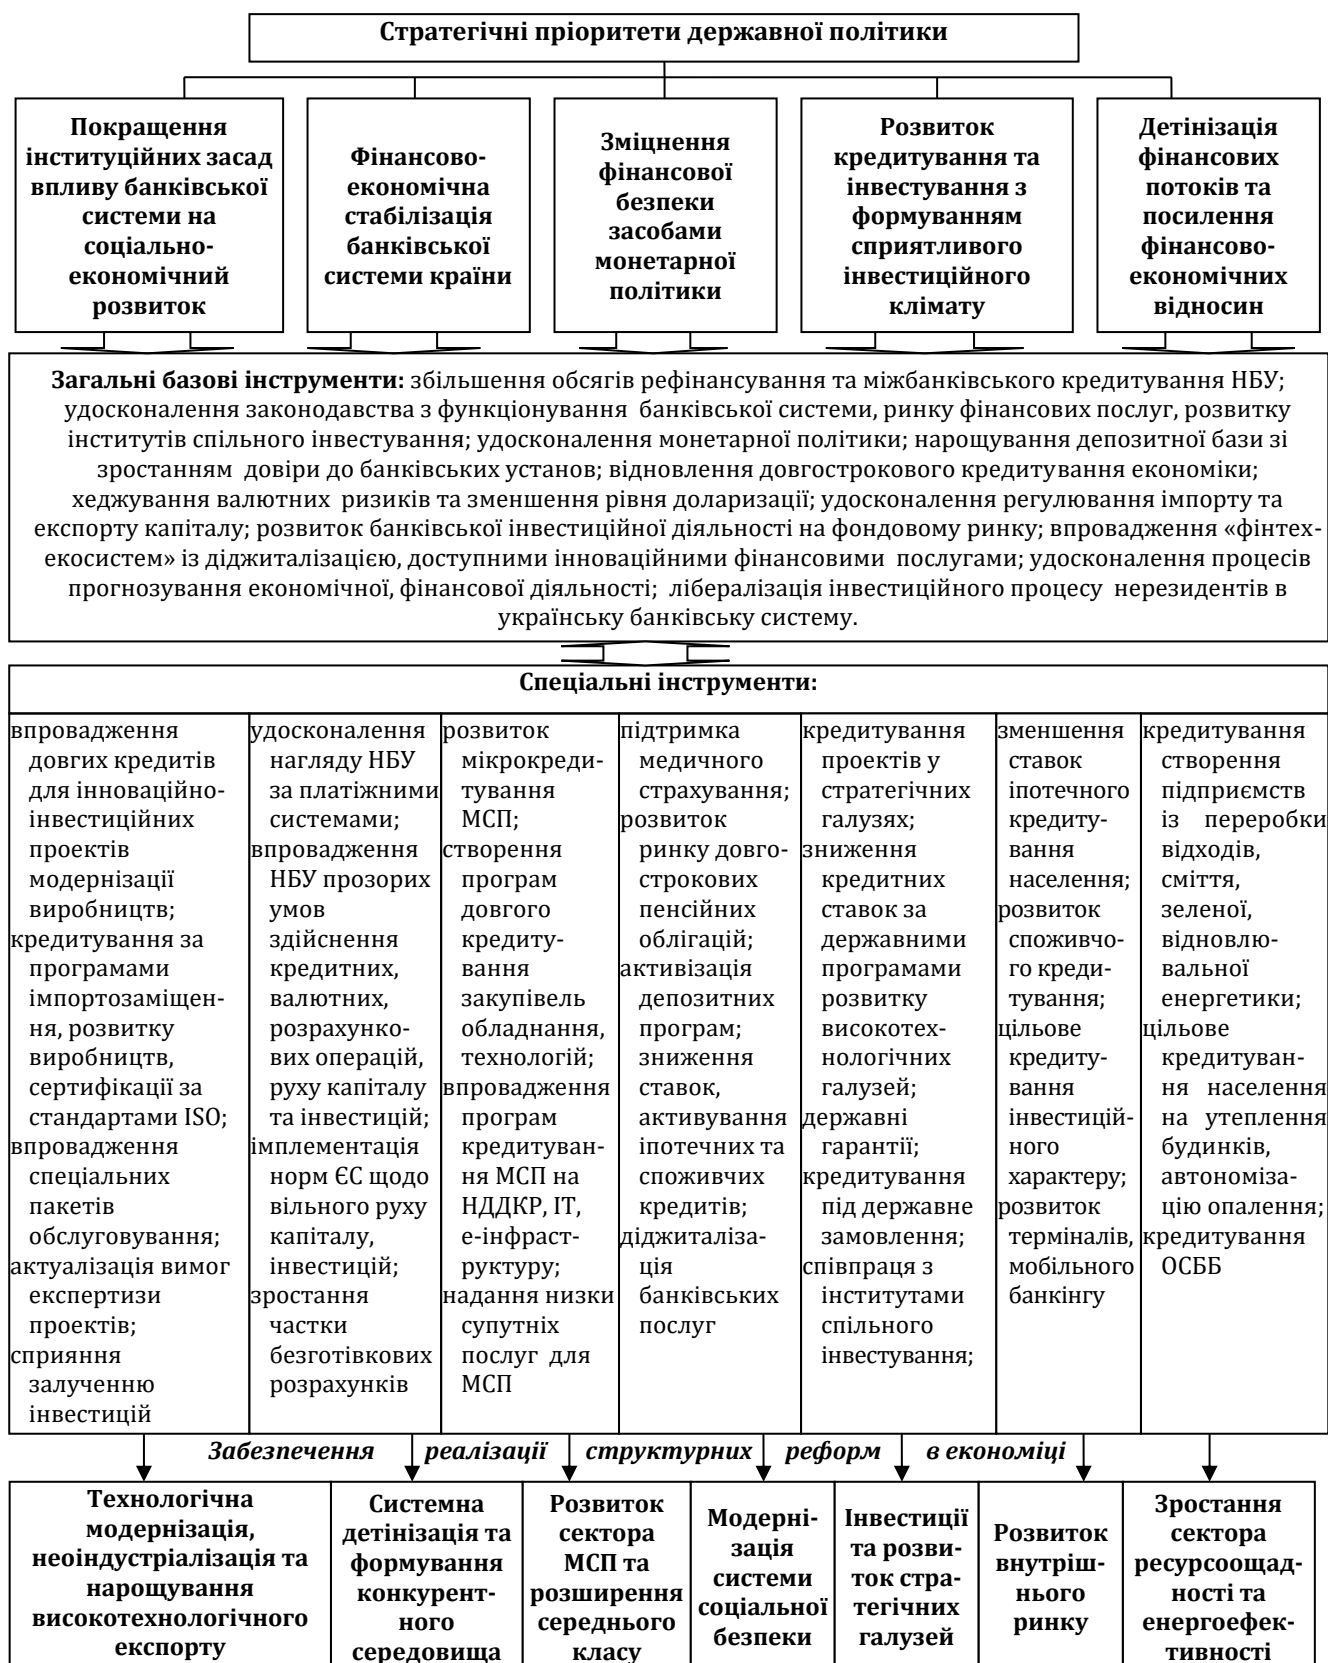 Стратегічні пріоритети державної політики
Покращення
інституційних засад
впливу банківської
системи на
соціально-
економічний
розвиток
Фінансово-
економічна
стабілізація
банківської
системи країни
Зміцнення
фінансової
безпеки
засобами
монетарної
політики
Розвиток
кредитування та
інвестування з
формуванням
сприятливого
інвестиційного
клімату
Детінізація
фінансових
потоків та
посилення
фінансово-
економічних
відносин
Загальні базові інструменти: збільшення обсягів рефінансування та міжбанківського кредитування НБУ;
удосконалення законодавства з функціонування банківської системи, ринку фінансових послуг, розвитку
інститутів спільного інвестування; удосконалення монетарної політики; нарощування депозитної бази зі
зростанням довіри до банківських установ; відновлення довгострокового кредитування економіки;
хеджування валютних ризиків та зменшення рівня доларизації; удосконалення регулювання імпорту та
експорту капіталу; розвиток банківської інвестиційної діяльності на фондовому ринку; впровадження «фінтех-
екосистем» із діджиталізацією, доступними інноваційними фінансовими послугами; удосконалення процесів
прогнозування економічної, фінансової діяльності; лібералізація інвестиційного процесу нерезидентів в
українську банківську систему.
Спеціальні інструменти:
впровадження
довгих кредитів
для інноваційно-
інвестиційних
проектів
модернізації
виробництв;
кредитування за
програмами
імпортозаміщен-
ня, розвитку
виробництв,
сертифікації за
стандартами ISO;
впровадження
спеціальних
пакетів
обслуговування;
актуалізація вимог
експертизи
проектів;
сприяння
залученню
інвестицій
удосконалення
нагляду НБУ
за платіжними
системами;
впровадження
НБУ прозорих
умов
здійснення
кредитних,
валютних,
розрахунко-
вих операцій,
руху капіталу
та інвестицій;
імплементація
норм ЄС щодо
вільного руху
капіталу,
інвестицій;
зростання
частки
безготівкових
розрахунків
розвиток
мікрокреди-
тування
МСП;
створення
програм
довгого
кредиту-
вання
закупівель
обладнання,
технологій;
впровадження
програм
кредитуван-
ня МСП на
НДДКР, ІТ,
е-інфраст-
руктуру;
надання низки
супутніх
послуг для
МСП
підтримка
медичного
страхування;
розвиток
ринку довго-
строкових
пенсійних
облігацій;
активізація
депозитних
програм;
зниження
ставок,
активування
іпотечних та
споживчих
кредитів;
діджиталіза-
ція
банківських
послуг
кредитування
проектів у
стратегічних
галузях;
зниження
кредитних
ставок за
державними
програмами
розвитку
високотех-
нологічних
галузей;
державні
гарантії;
кредитування
під державне
замовлення;
співпраця з
інститутами
спільного
інвестування;
зменшення
ставок
іпотечного
кредиту-
вання
населення;
розвиток
споживчо-
го креди-
тування;
цільове
кредиту-
вання
інвестицій-
ного
характеру;
розвиток
терміналів,
мобільного
банкінгу
кредитування
створення
підприємств
із переробки
відходів,
сміття,
зеленої,
відновлю-
вальної
енергетики;
цільове
кредитуван-
ня населення
на утеплення
будинків,
автономіза-
цію опалення;
кредитування
ОСББ
Забезпечення реалізації структурних реформ в економіці
Технологічна
модернізація,
неоіндустріалізація та
нарощування
високотехнологічного
експорту
Системна
детінізація та
формування
конкурент-
ного
середовища
Розвиток
сектора
МСП та
розширення
середнього
класу
Модерні-
зація
системи
соціальної
безпеки
Інвестиції
та розви-
ток стра-
тегічних
галузей
Розвиток
внутріш-
нього
ринку
Зростання
сектора
ресурсоощад-
ності та
енергоефек-
тивності